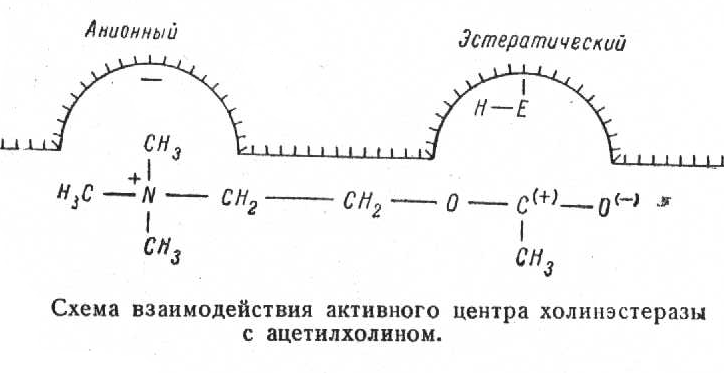 Анионный
Эстератический
−
H—E
CH₃
+
H₃C—N—CH₂—CH₂—O—C⁽⁺⁾—O⁽⁻⁾
CH₃
CH₃
Схема взаимодействия активного центра холинэстеразы
с ацетилхолином.